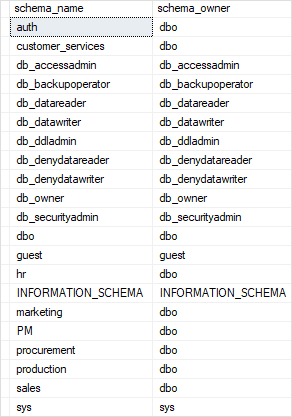 schema_name schema_owner
auth dbo
customer_services dbo
db_accessadmin db_accessadmin
db_backupoperator db_backupoperator
db_datareader db_datareader
db_datawriter db_datawriter
db_ddladmin db_ddladmin
db_denydatareader db_denydatareader
db_denydatawriter db_denydatawriter
db_owner db_owner
db_securityadmin db_securityadmin
dbo dbo
guest guest
hr dbo
INFORMATION_SCHEMA INFORMATION_SCHEMA
marketing dbo
PM dbo
procurement dbo
production dbo
sales dbo
sys sys